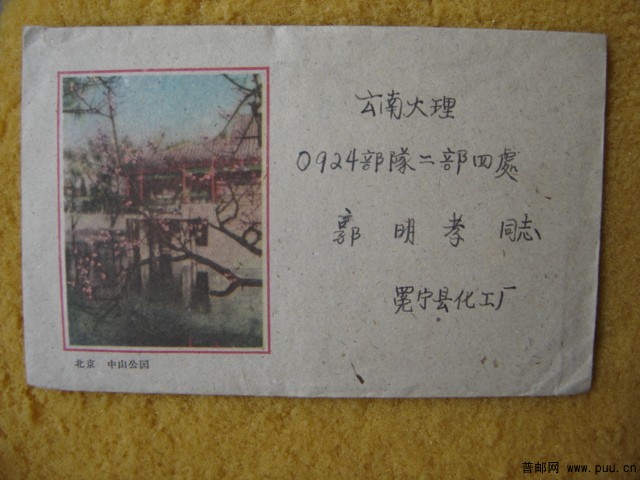 云南大理
0924部隊二部四處
郭明孝 同志
冕宁县化工厂
北京 中山公园
普邮网 www.puu.cn